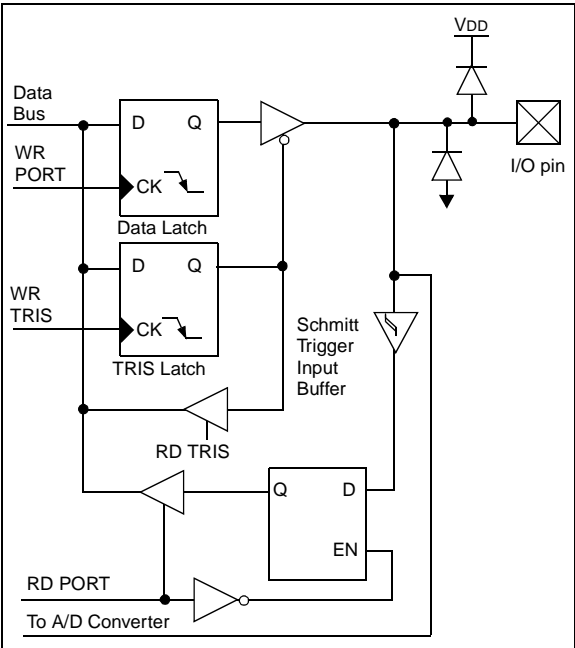 VDD
Data
Bus
D Q
WR
PORT
CK
I/O pin
Data Latch
D Q
WR
TRIS
CK
Schmitt
Trigger
Input
Buffer
TRIS Latch
RD TRIS
Q D
EN
RD PORT
To A/D Converter